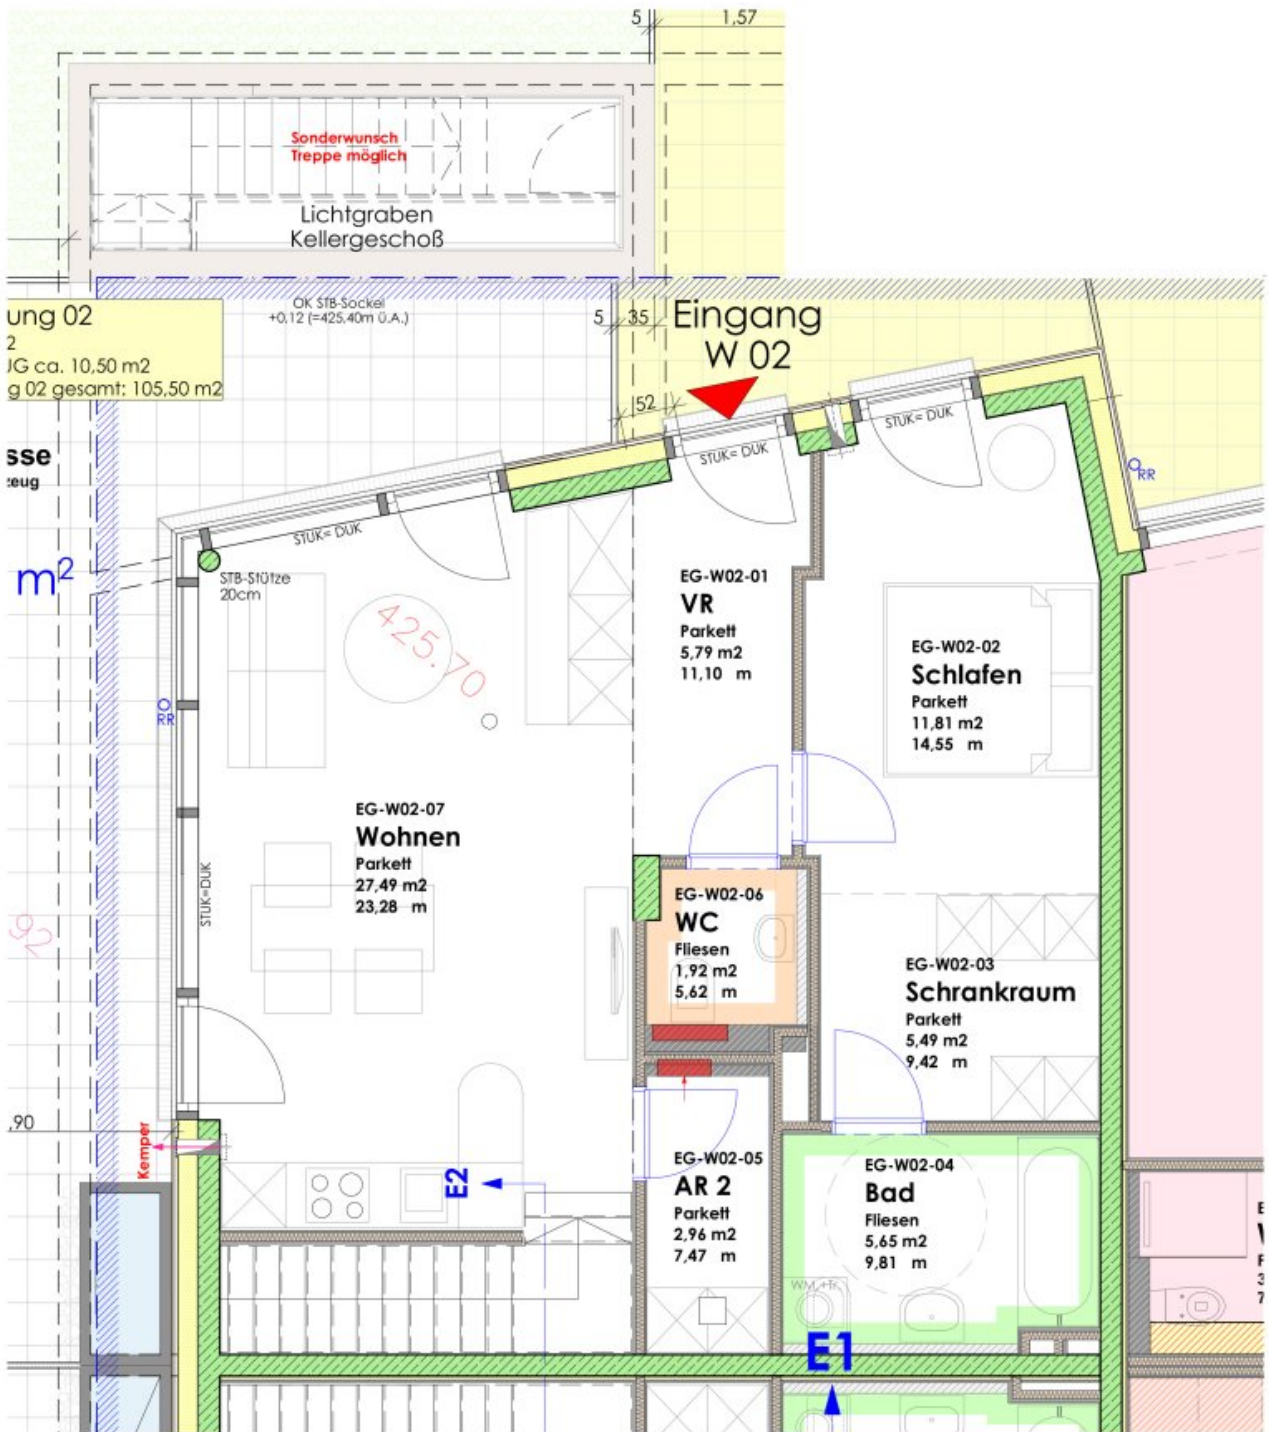 5
1,57
Sonderwunsch
Treppe möglich
Lichtgraben
Kellergeschoß
OK STB-Sockel
+0,12 (=425,40m ü.A.)
ung 02
2
UG ca. 10,50 m2
g 02 gesamt: 105,50 m2
5
35
Eingang
W 02
52
sse
zeug
STUK= DUK
STUK= DUK
STUK= DUK
RR
m²
STB-Stütze
20cm
425.70
RR
EG-W02-01
VR
Parkett
5,79 m2
11,10 m
EG-W02-02
Schlafen
Parkett
11,81 m2
14,55 m
EG-W02-07
Wohnen
Parkett
27,49 m2
23,28 m
STUK=DUK
92
EG-W02-06
WC
Fliesen
1,92 m2
5,62 m
EG-W02-03
Schrankraum
Parkett
5,49 m2
9,42 m
,90
Kemper
E2
EG-W02-05
AR 2
Parkett
2,96 m2
7,47 m
EG-W02-04
Bad
Fliesen
5,65 m2
9,81 m
WM +Tr.
E1
E
F
3
7